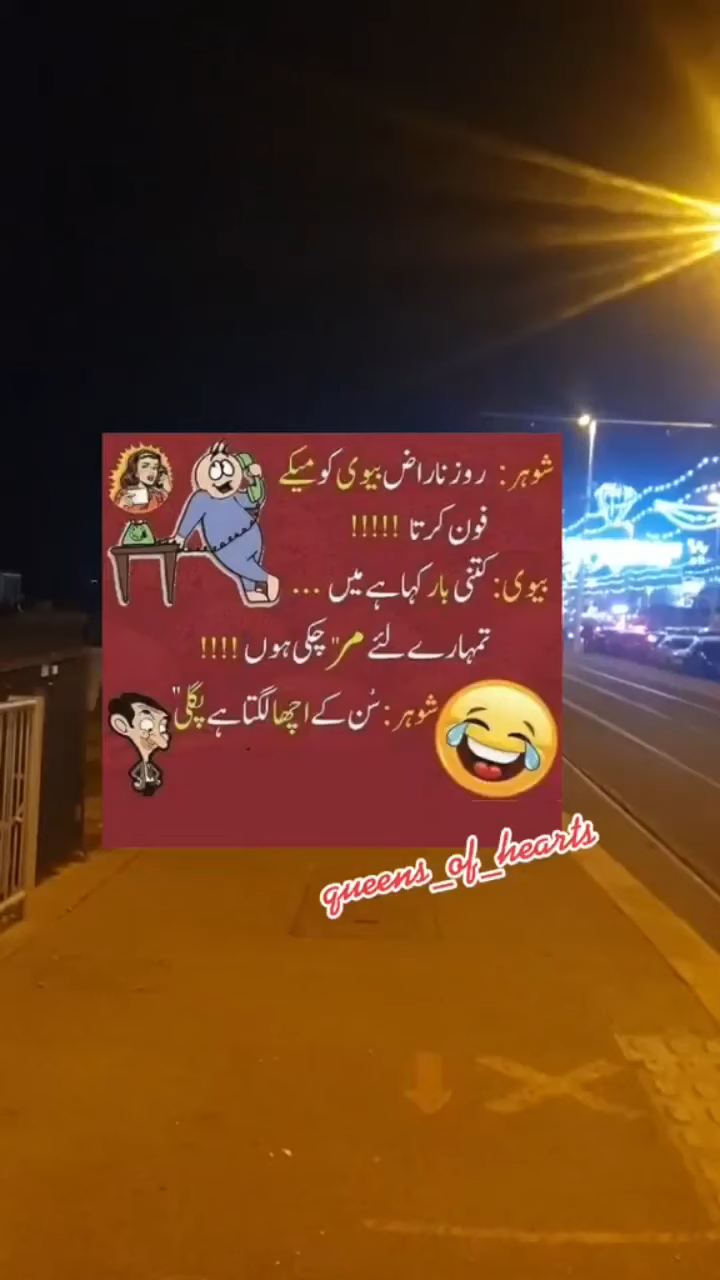 شوہر: روز ناراض بیوی کو میکے
فون کرتا !!!!!
بیوی: کتنی بار کہا ہے میں ...
تمہارے لئے "مر چکی ہوں !!!!
شوہر: سُن کے اچھا لگتا ہے پگلی"
queens_of_hearts